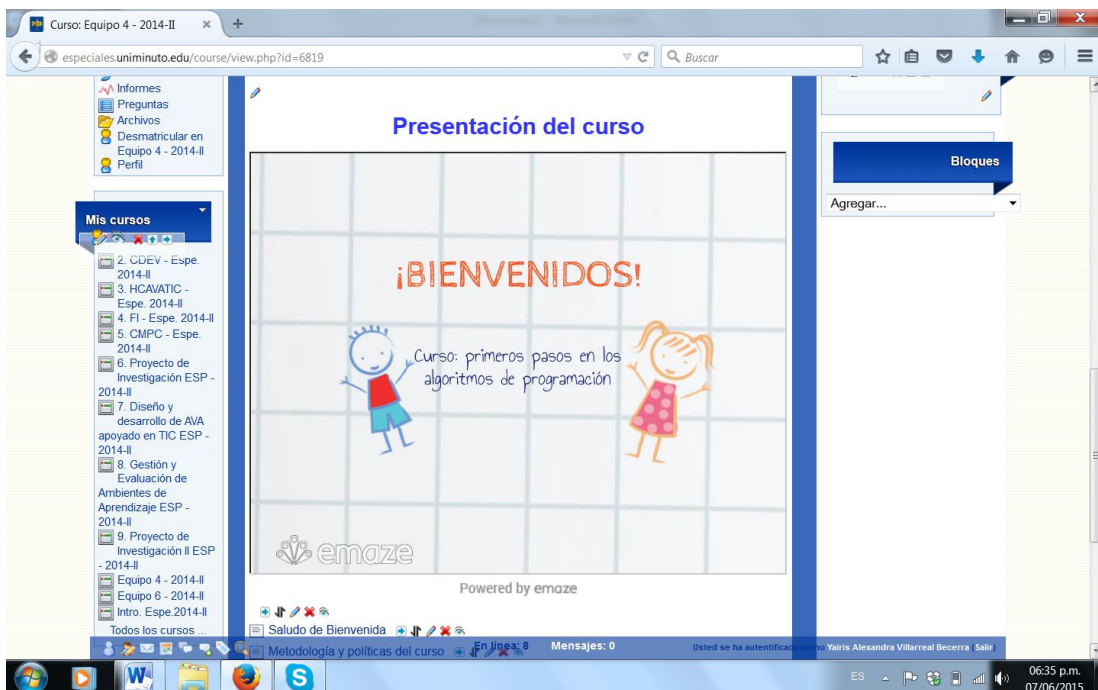 Curso: Equipo 4 - 2014-II
especiales.uniminuto.edu/course/view.php?id=6819
Buscar
Informes
Preguntas
Archivos
Desmatricular en
Equipo 4 - 2014-II
Perfil
Mis cursos
2. CDEV - Espe.
2014-II
3. HCAVATIC -
Espe. 2014-II
4. FI - Espe. 2014-II
5. CMPC - Espe.
2014-II
6. Proyecto de
Investigación ESP -
2014-II
7. Diseño y
desarrollo de AVA
apoyado en TIC ESP -
2014-II
8. Gestión y
Evaluación de
Ambientes de
Aprendizaje ESP -
2014-II
9. Proyecto de
Investigación II ESP
- 2014-II
Equipo 4 - 2014-II
Equipo 6 - 2014-II
Intro. Espe.2014-II
Todos los cursos ...
Presentación del curso
¡BIENVENIDOS!
Curso: primeros pasos en los
algoritmos de programación
emaze
Powered by emaze
Saludo de Bienvenida
Metodología y políticas del curso
Bloques
Agregar...
En línea: 8
Mensajes: 0
Usted se ha autentificado como Yairis Alexandra Villarreal Becerra (Salir)
ES
06:35 p.m.
07/06/2015